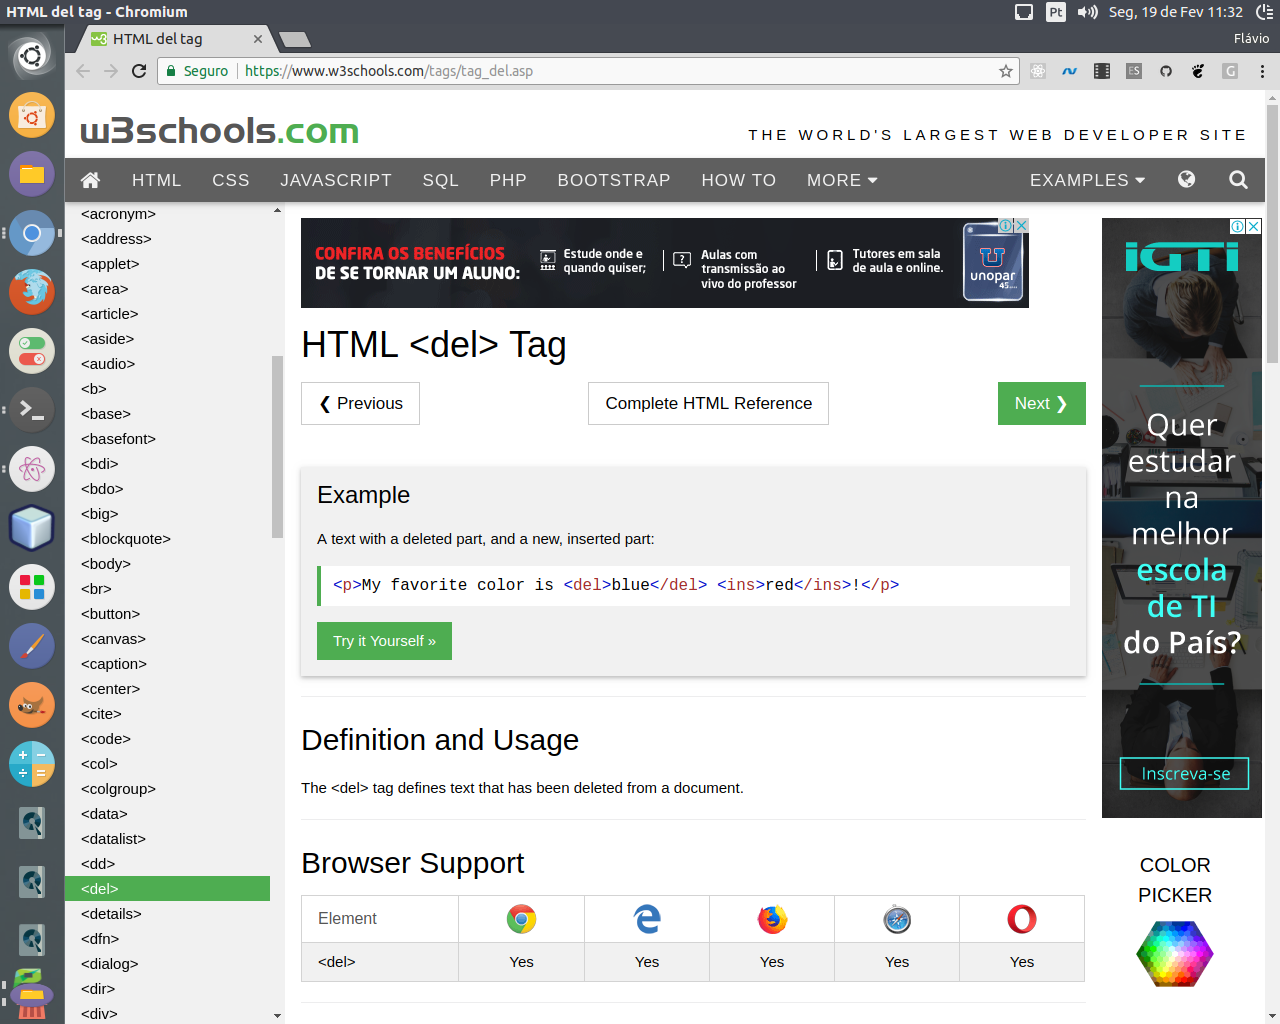 HTML del tag - Chromium
Pt
Seg, 19 de Fev 11:32
HTML del tag
Flávio
Seguro
https://www.w3schools.com/tags/tag_del.asp
ES
G
w3schools.com
THE WORLD'S LARGEST WEB DEVELOPER SITE
HTML CSS JAVASCRIPT SQL PHP BOOTSTRAP HOW TO MORE EXAMPLES
<acronym>
<address>
<applet>
<area>
<article>
<aside>
<audio>
<b>
<base>
<basefont>
<bdi>
<bdo>
<big>
<blockquote>
<body>
<br>
<button>
<canvas>
<caption>
<center>
<cite>
<code>
<col>
<colgroup>
<data>
<datalist>
<dd>
<del>
<details>
<dfn>
<dialog>
<dir>
<div>
CONFIRA OS BENEFÍCIOS
DE SE TORNAR UM ALUNO:
Estude onde e
quando quiser;
Aulas com
transmissão ao
vivo do professor
Tutores em sala
de aula e online.
unopar
HTML <del> Tag
❮ Previous
Complete HTML Reference
Next ❯
Example
A text with a deleted part, and a new, inserted part:
<p>My favorite color is <del>blue</del> <ins>red</ins>!</p>
Try it Yourself »
Definition and Usage
The <del> tag defines text that has been deleted from a document.
Browser Support
Element
<del> Yes Yes Yes Yes Yes
iGTi
Quer
estudar
na
melhor
escola
de TI
do País?
Inscreva-se
COLOR
PICKER